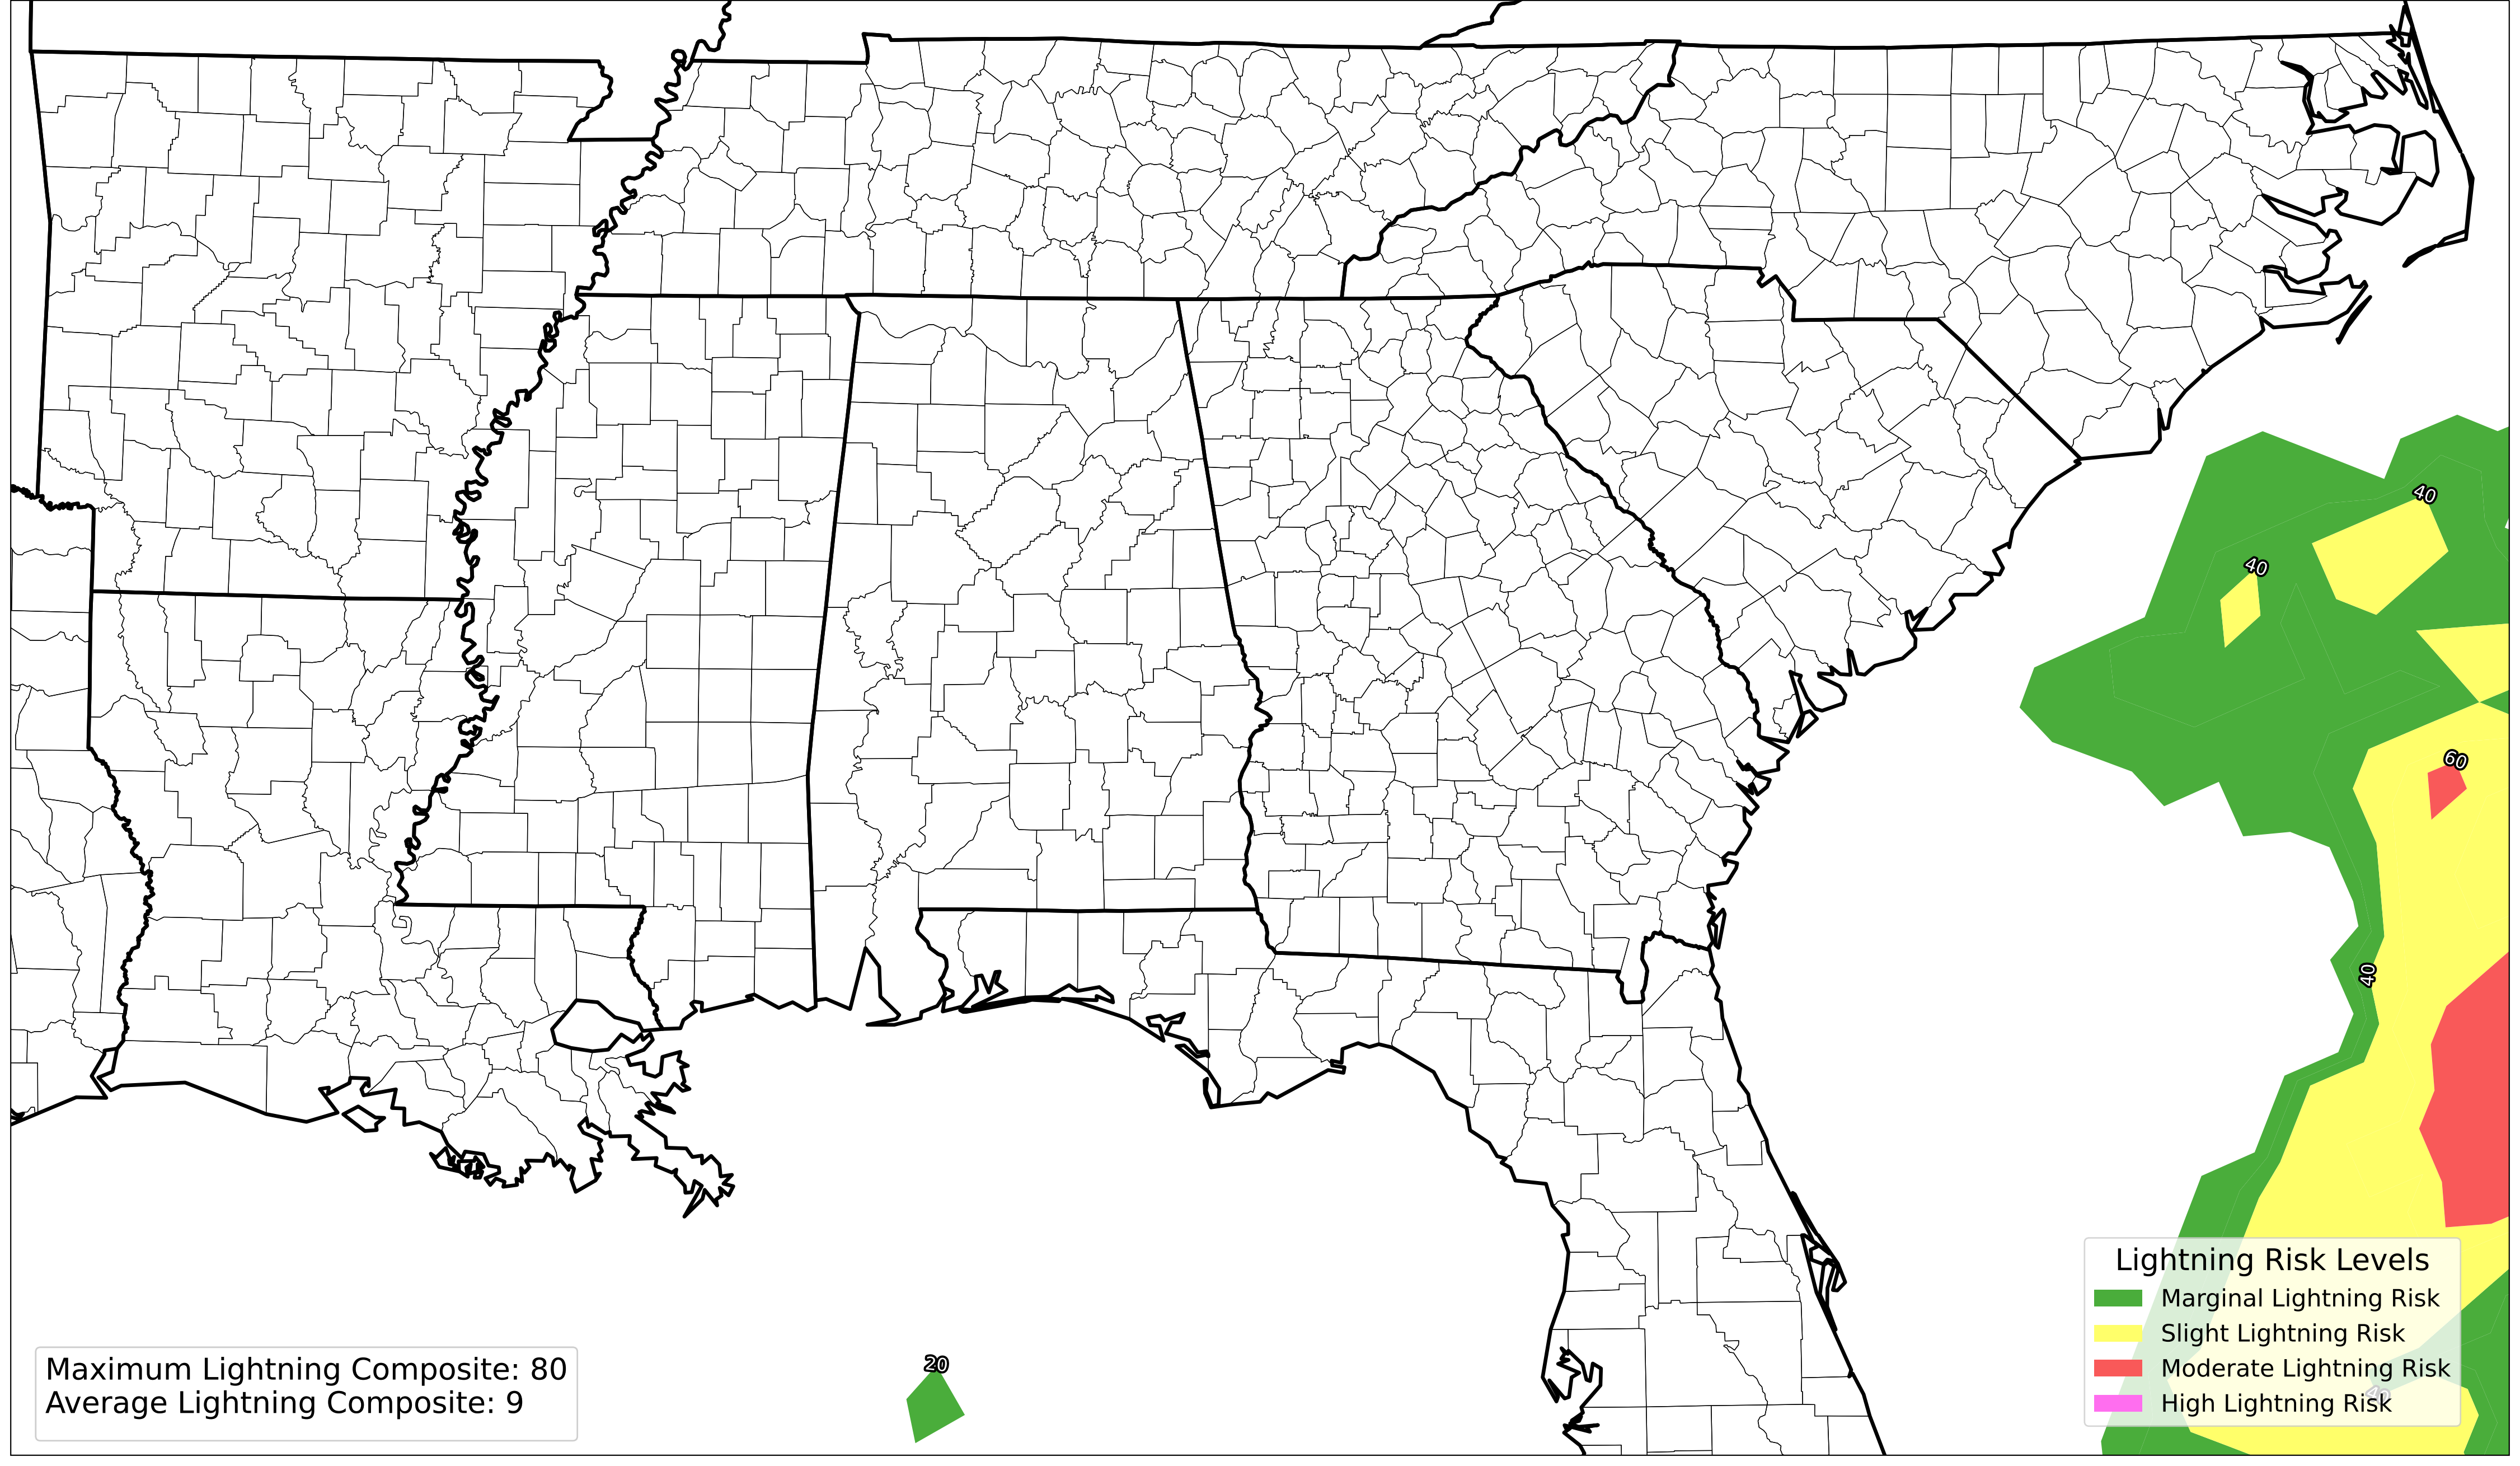 40
40
60
40
20
Maximum Lightning Composite: 80
Average Lightning Composite: 9
Lightning Risk Levels
Marginal Lightning Risk
Slight Lightning Risk
Moderate Lightning Risk
High Lightning Risk